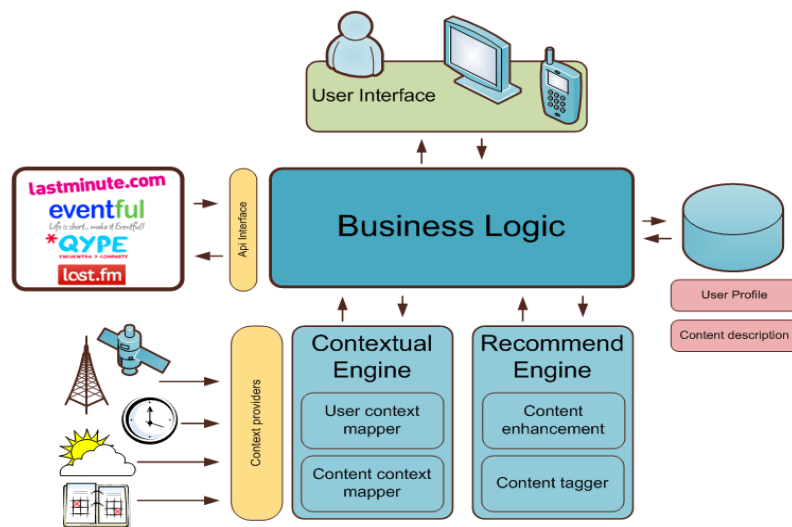 User Interface
lastminute.com
eventful
Life is short... make it Eventful!
*QYPE
ENCUENTRA Y COMPARTE
last.fm
Api Interface
Business Logic
User Profile
Content description
Context providers
Contextual
Engine
User context
mapper
Content context
mapper
Recommend
Engine
Content
enhancement
Content tagger